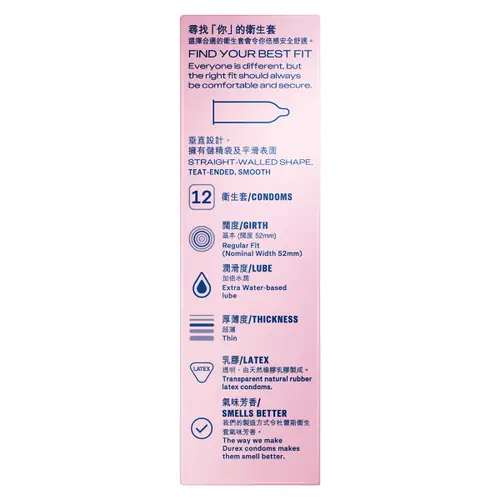 尋找「你」的衛生套
選擇合適的衛生套會令你倍感安全舒適。
FIND YOUR BEST FIT
Everyone is different, but
the right fit should always
be comfortable and secure.
垂直設計，
擁有儲精袋及平滑表面
STRAIGHT-WALLED SHAPE,
TEAT-ENDED, SMOOTH
12 衛生套/CONDOMS
闊度/GIRTH
基本 (闊度 52mm)
Regular Fit
(Nominal Width 52mm)
潤滑度/LUBE
加倍水潤
Extra Water-based
lube
厚薄度/THICKNESS
超薄
Thin
LATEX
乳膠/LATEX
透明，由天然橡膠乳膠製成。
Transparent natural rubber
latex condoms.
氣味芳香/
SMELLS BETTER
我們的製造方式令杜蕾斯衛生
套氣味芳香。
The way we make
Durex condoms makes
them smell better.